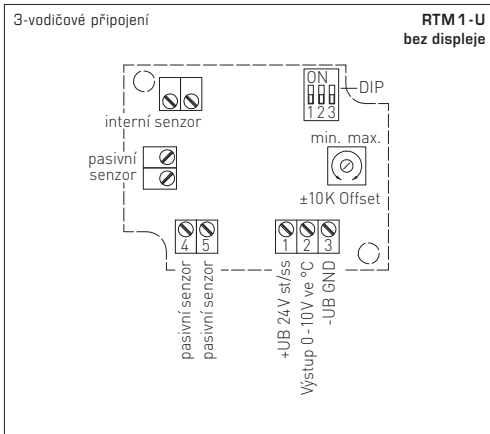 3-vodičové připojení
RTM 1 - U
bez displeje
ON
DIP
1 2 3
interní senzor
min. max.
pasivní
senzor
±10K Offset
4 5
1 2 3
pasivní senzor
pasivní senzor
+UB 24 V st/ss
Výstup 0 -10V ve °C
-UB GND